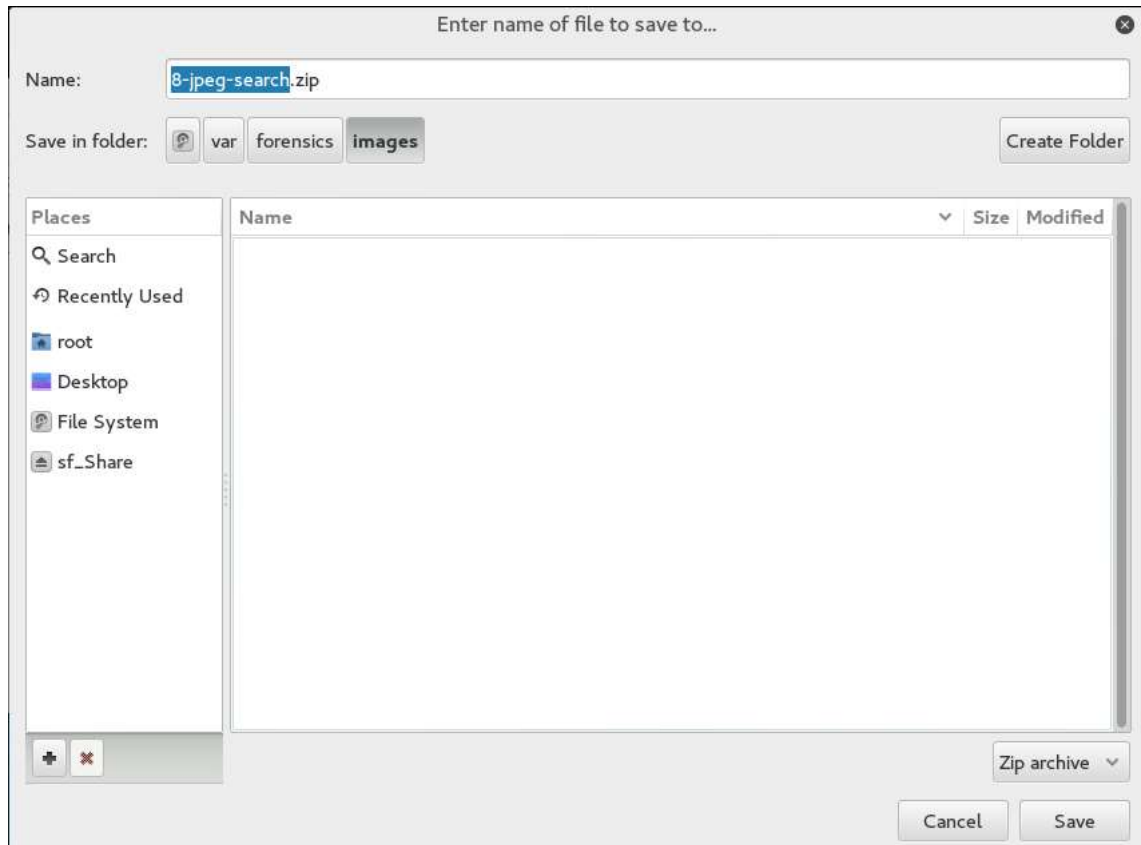 Enter name of file to save to...
Name: 8-jpeg-search.zip
Save in folder: var forensics images Create Folder
Places
Search
Recently Used
root
Desktop
File System
sf_Share
Name Size Modified
Zip archive
Cancel Save